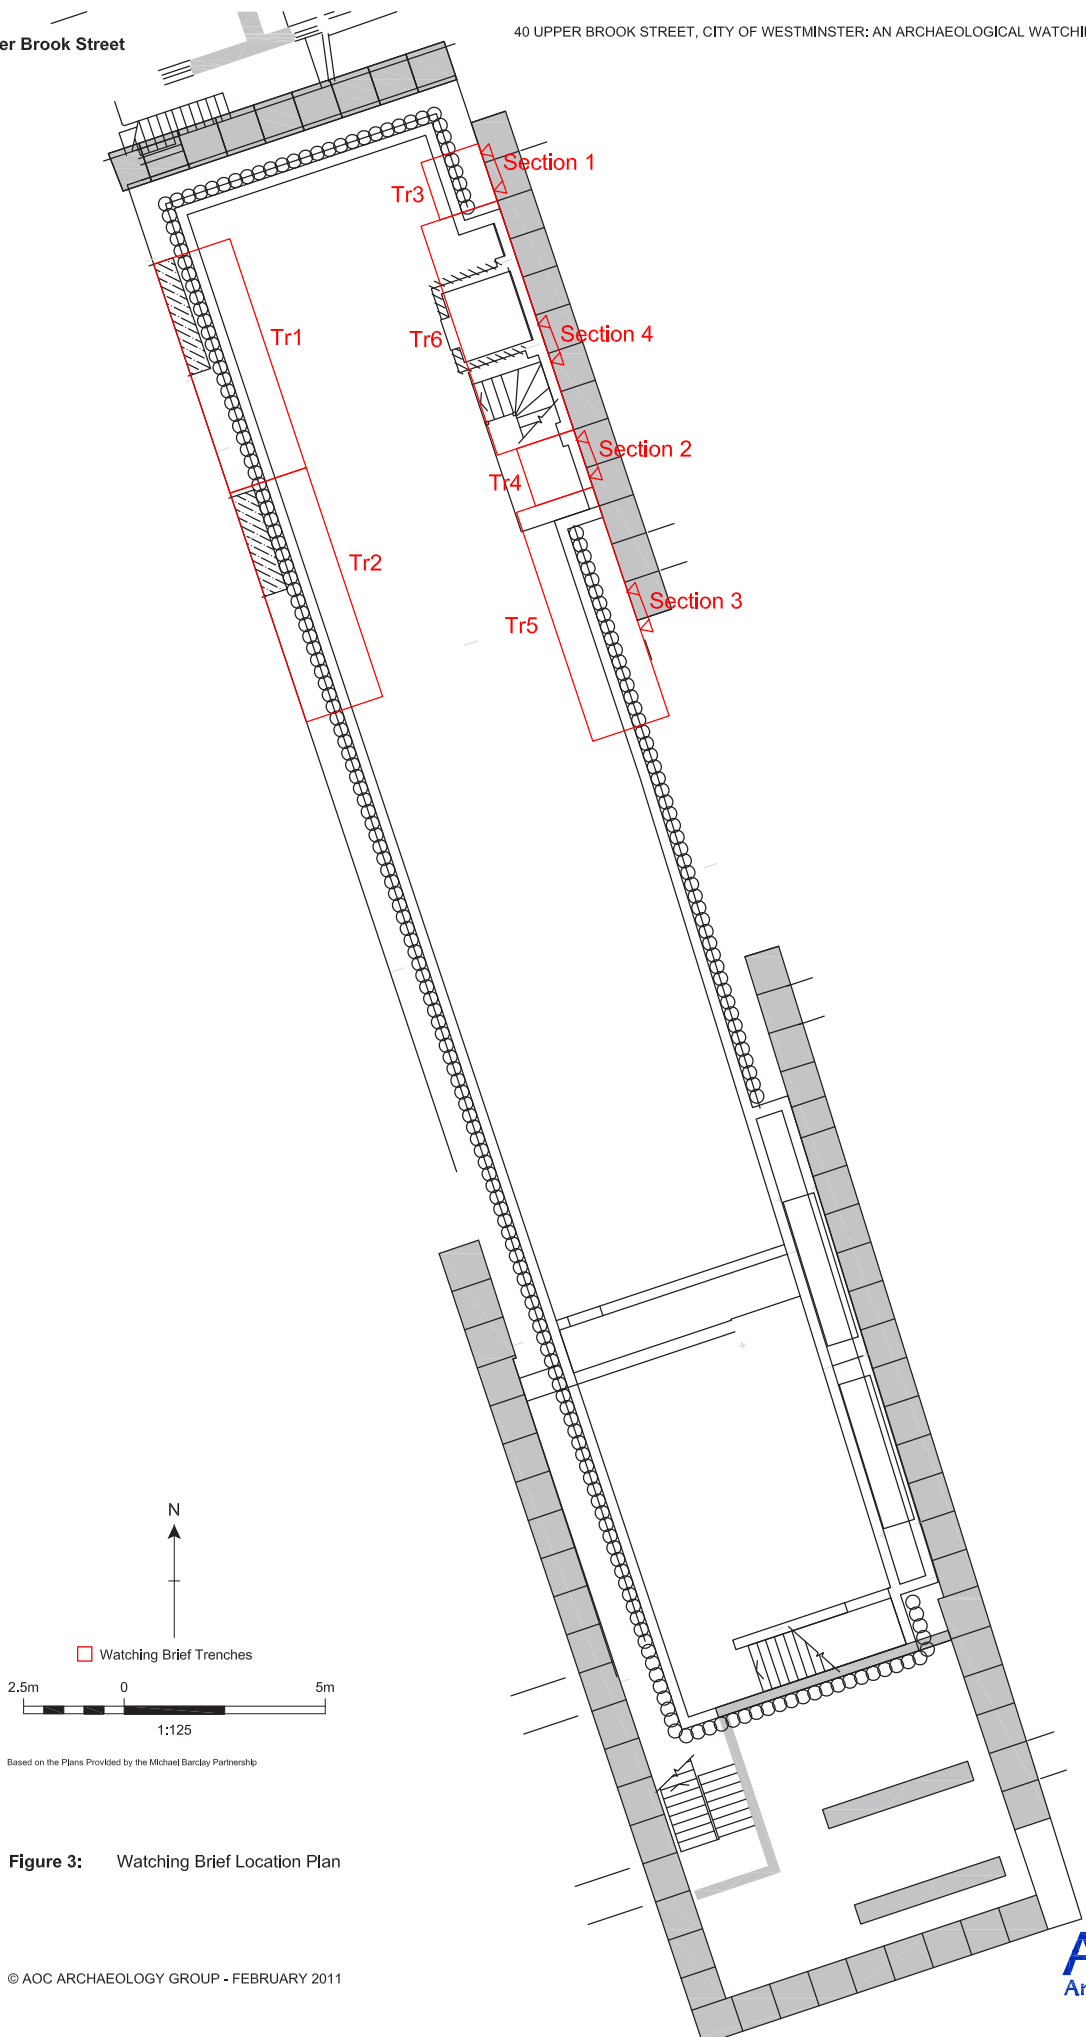 er Brook Street
40 UPPER BROOK STREET, CITY OF WESTMINSTER: AN ARCHAEOLOGICAL
Section 1
Tr3
Tr1
Tr6
Section 4
Section 2
Tr4
Tr2
Section 3
Tr5
N
Watching Brief Trenches
2.5m 0 5m
1:125
Based on the Plans Provided by the Michael Barclay Partnership
Figure 3: Watching Brief Location Plan
© AOC ARCHAEOLOGY GROUP - FEBRUARY 2011